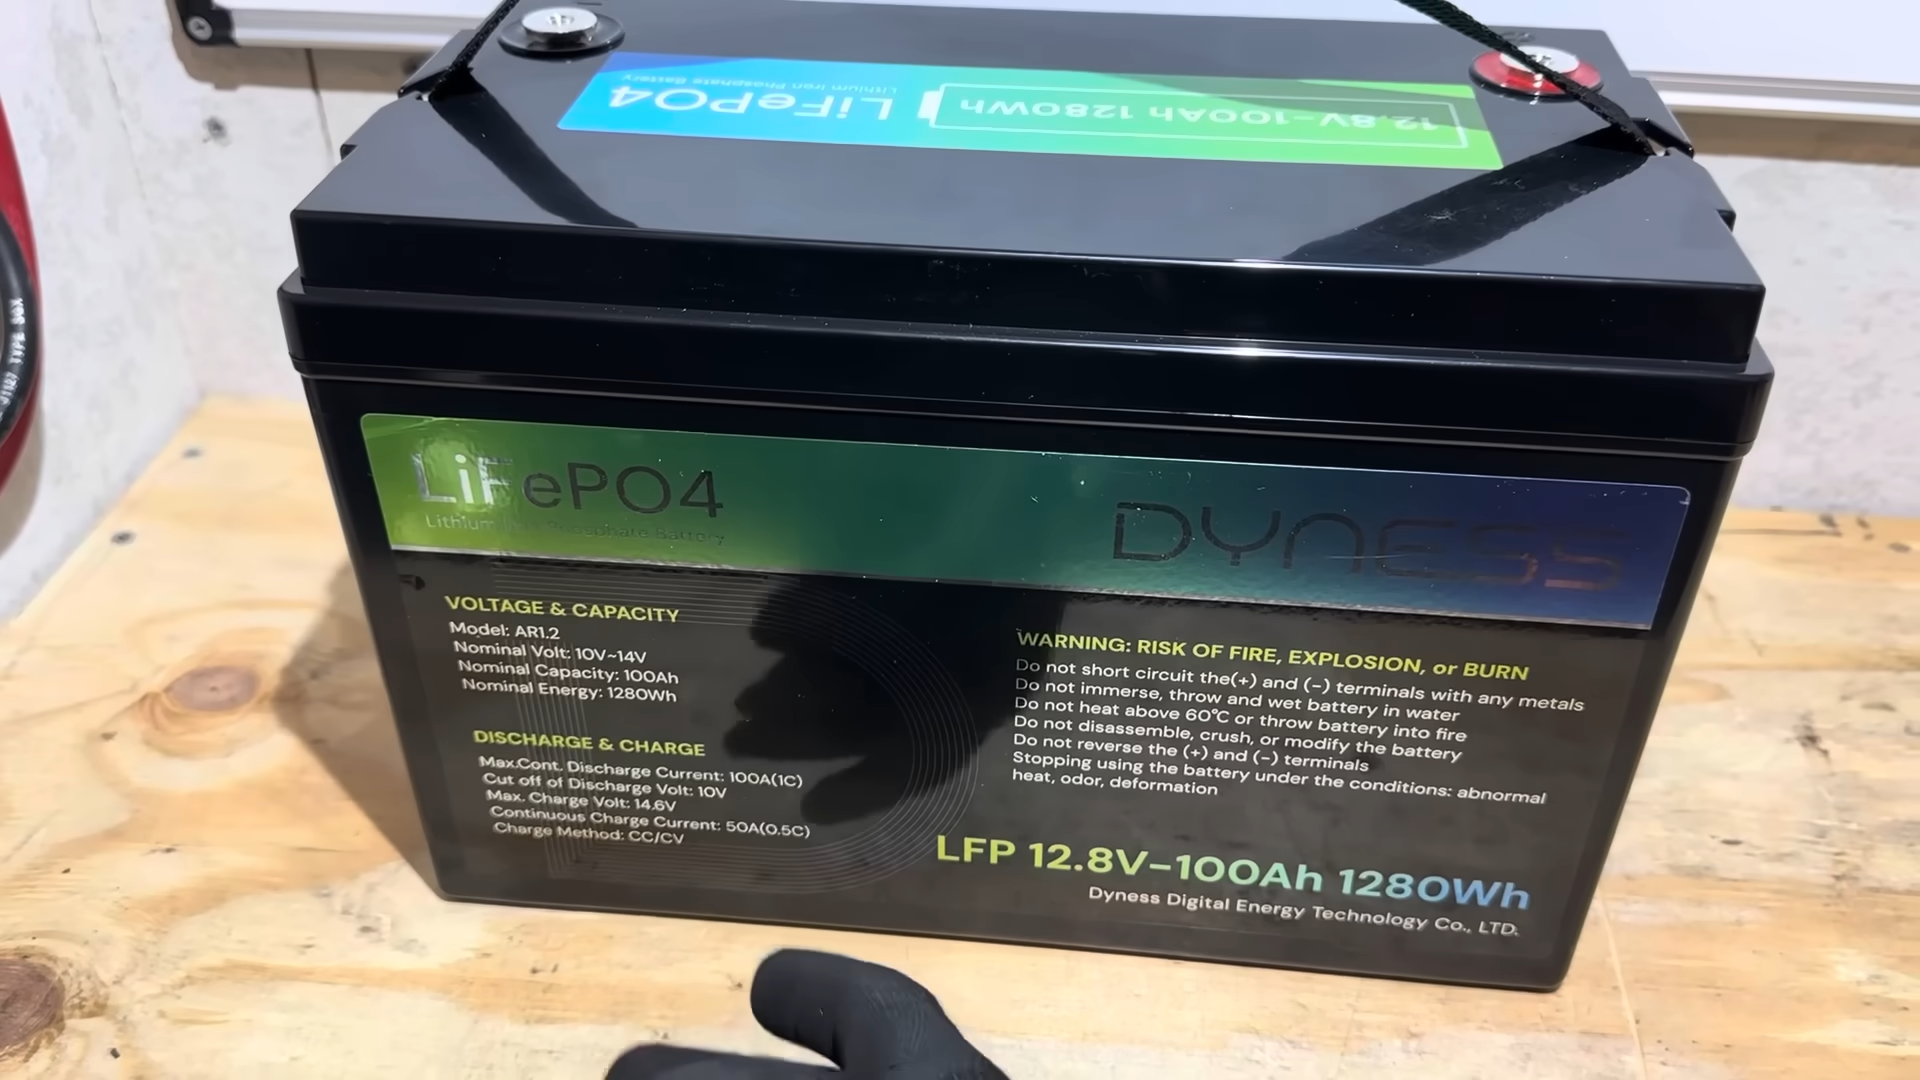 12.8V-100Ah 1280Wh
LiFePO4
Lithium Iron Phosphate Battery
LiFePO4
Lithium Phosphate Battery
DYNESS
VOLTAGE & CAPACITY
Model: AR1.2
Nominal Volt: 10V~14V
Nominal Capacity: 100Ah
Nominal Energy: 1280Wh
DISCHARGE & CHARGE
Max.Cont. Discharge Current: 100A(1C)
Cut off of Discharge Volt: 10V
Max. Charge Volt: 14.6V
Continuous Charge Current: 50A(0.5C)
Charge Method: CC/CV
WARNING: RISK OF FIRE, EXPLOSION, or BURN
Do not short circuit the(+) and (-) terminals with any metals
Do not immerse, throw and wet battery in water
Do not heat above 60℃ or throw battery into fire
Do not disassemble, crush, or modify the battery
Do not reverse the (+) and (-) terminals
Stopping using the battery under the conditions: abnormal
heat, odor, deformation
LFP 12.8V-100Ah 1280Wh
Dyness Digital Energy Technology Co., LTD.
J1127 TYPE SGX